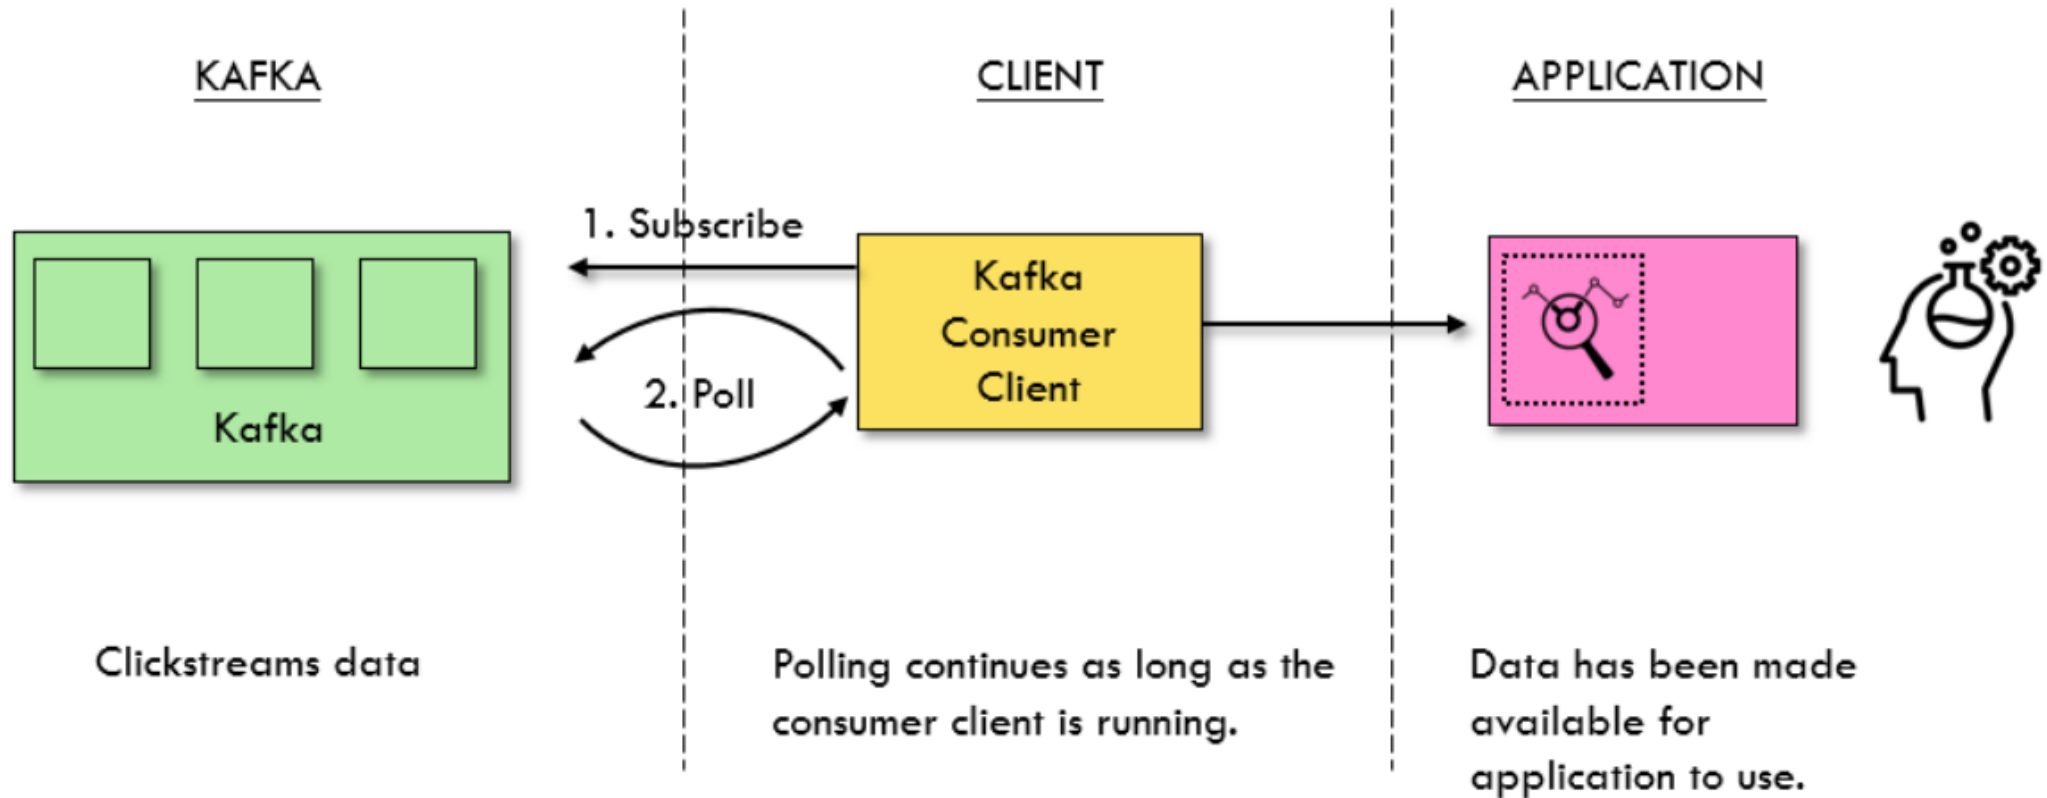 KAFKA
CLIENT
APPLICATION
1. Subscribe
Kafka
Consumer
Client
2. Poll
Kafka
Clickstreams data
Polling continues as long as the
consumer client is running.
Data has been made
available for
application to use.